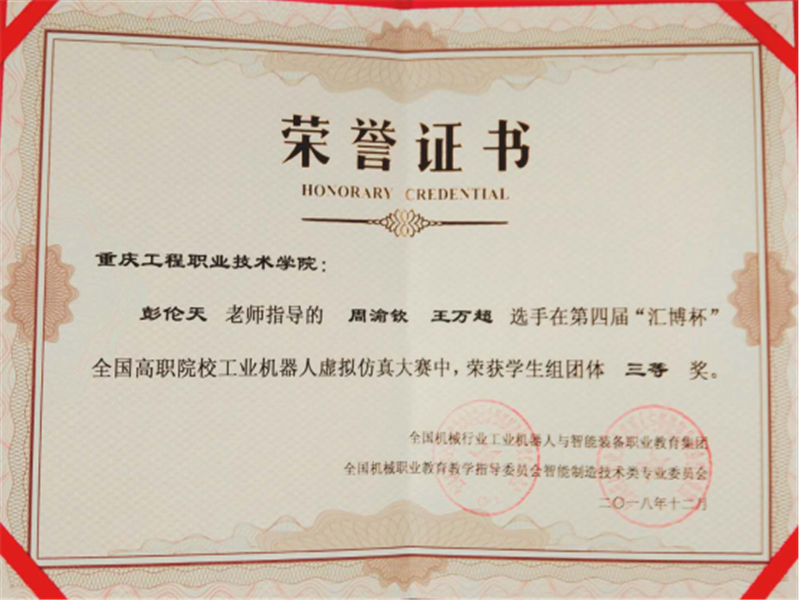 荣誉证书
HONORARY CREDENTIAL
重庆工程职业技术学院：
彭伦天 老师指导的 周渝钦 王万超 选手在第四届“汇博杯”
全国高职院校工业机器人虚拟仿真大赛中，荣获学生组团体 三等 奖。
全国机械行业工业机器人与智能装备职业教育集团
全国机械职业教育教学指导委员会智能制造技术类专业委员会
二〇一八年十二月